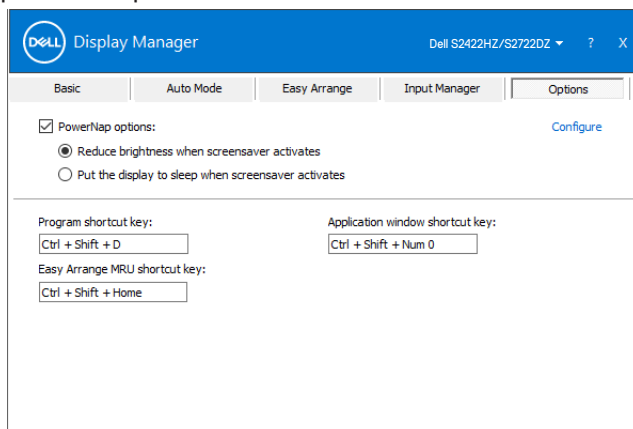 DELL Display Manager
Dell S2422HZ/S2722DZ ? X
Basic Auto Mode Easy Arrange Input Manager Options
PowerNap options: Configure
Reduce brightness when screensaver activates
Put the display to sleep when screensaver activates
Program shortcut key: Application window shortcut key:
Ctrl + Shift + D Ctrl + Shift + Num 0
Easy Arrange MRU shortcut key:
Ctrl + Shift + Home